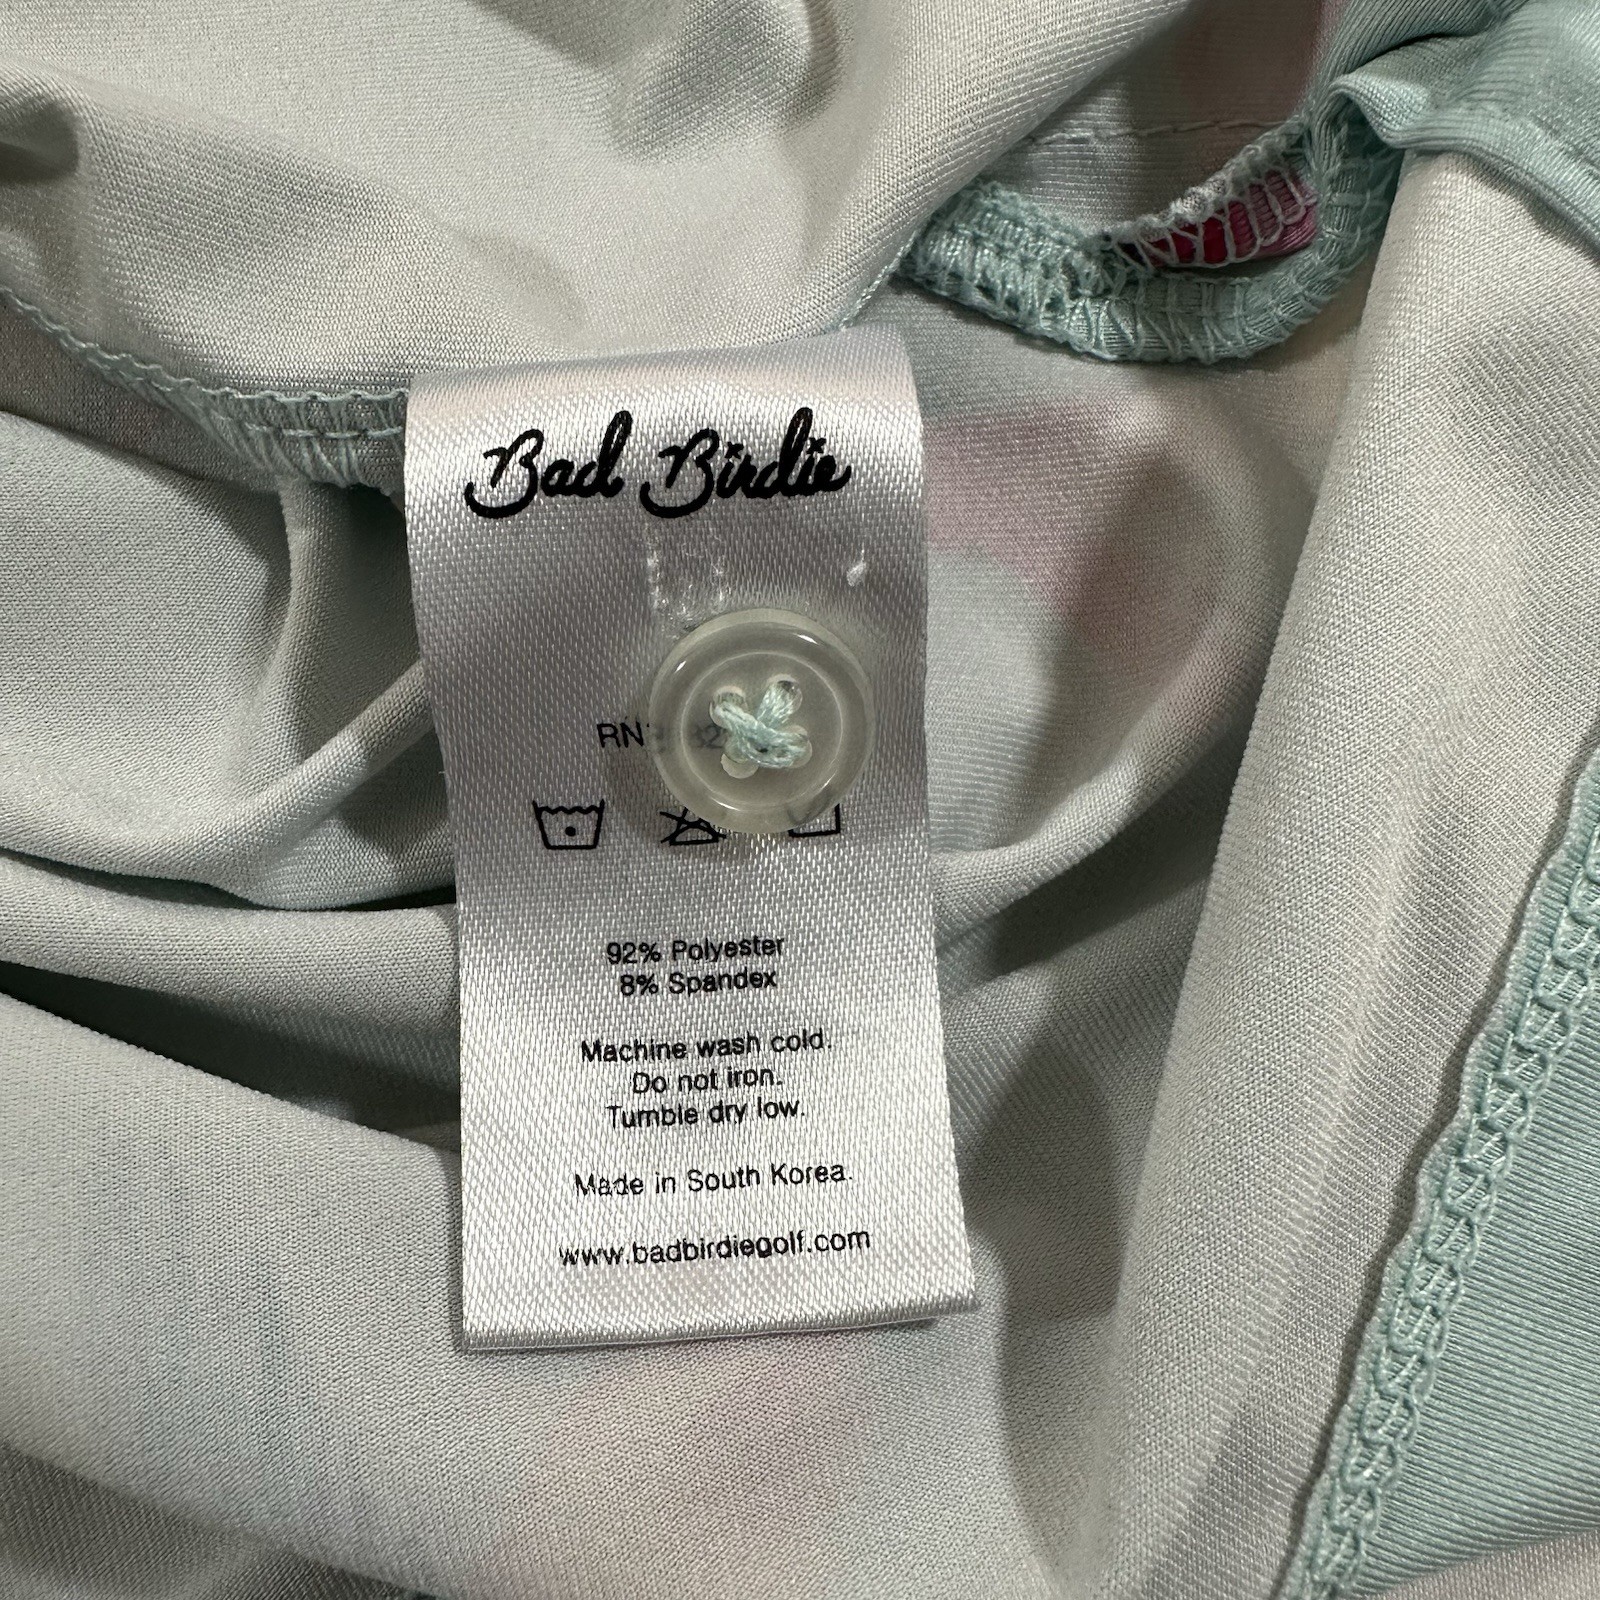 Bad Birdie
92% Polyester
8% Spandex
Machine wash cold.
Do not iron.
Tumble dry low.
Made in South Korea.
www.badbirdiegolf.com